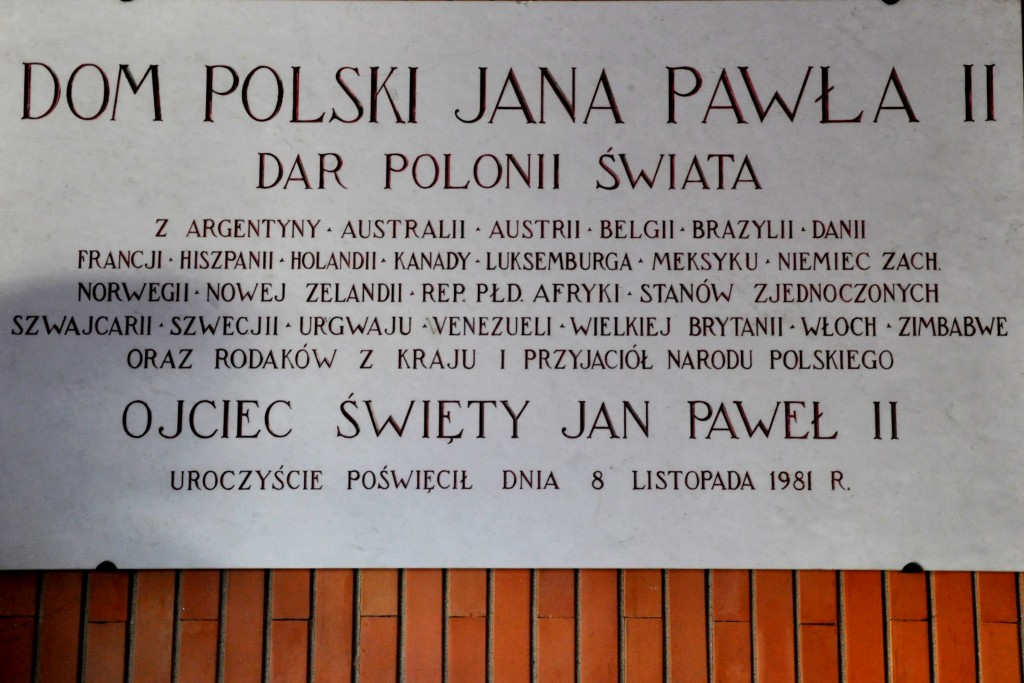 DOM POLSKI JANA PAWŁA II
DAR POLONII ŚWIATA
Z ARGENTYNY · AUSTRALII · AUSTRII · BELGII · BRAZYLII · DANII
FRANCJI · HISZPANII · HOLANDII · KANADY · LUKSEMBURGA · MEKSYKU · NIEMIEC ZACH.
NORWEGII · NOWEJ ZELANDII · REP. PŁD. AFRYKI · STANÓW ZJEDNOCZONYCH
SZWAJCARII · SZWECJII · URGWAJU · VENEZUELI · WIELKIEJ BRYTANII · WŁOCH · ZIMBABWE
ORAZ RODAKÓW Z KRAJU I PRZYJACIÓŁ NARODU POLSKIEGO
OJCIEC ŚWIĘTY JAN PAWEŁ II
UROCZYŚCIE POŚWIĘCIŁ DNIA 8 LISTOPADA 1981 R.